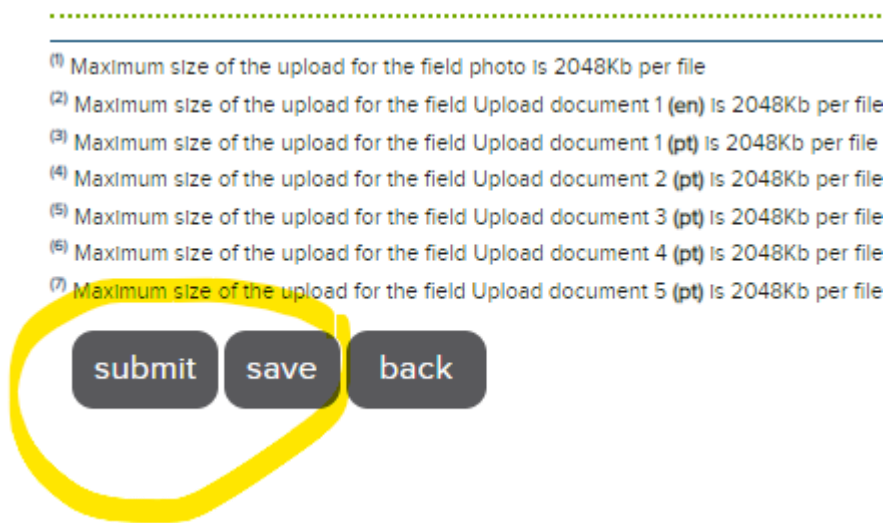 (1) Maximum size of the upload for the field photo is 2048Kb per file
(2) Maximum size of the upload for the field Upload document 1 (en) is 2048Kb per file
(3) Maximum size of the upload for the field Upload document 1 (pt) is 2048Kb per file
(4) Maximum size of the upload for the field Upload document 2 (pt) is 2048Kb per file
(5) Maximum size of the upload for the field Upload document 3 (pt) is 2048Kb per file
(6) Maximum size of the upload for the field Upload document 4 (pt) is 2048Kb per file
(7) Maximum size of the upload for the field Upload document 5 (pt) is 2048Kb per file
submit save back